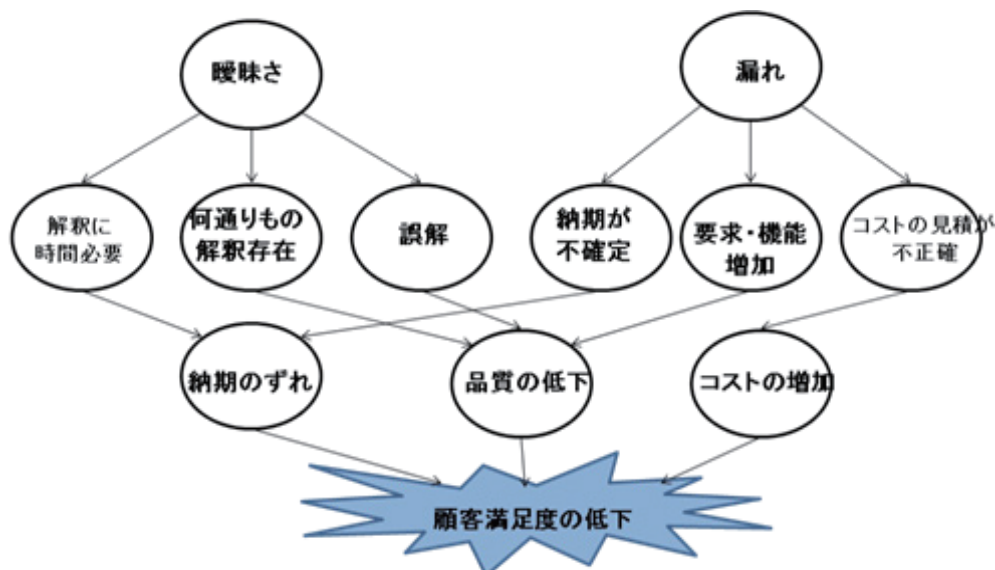 曖昧さ
漏れ
解釈に
時間必要
何通りもの
解釈存在
誤解
納期が
不確定
要求・機能
増加
コストの見積が
不正確
納期のずれ
品質の低下
コストの増加
顧客満足度の低下